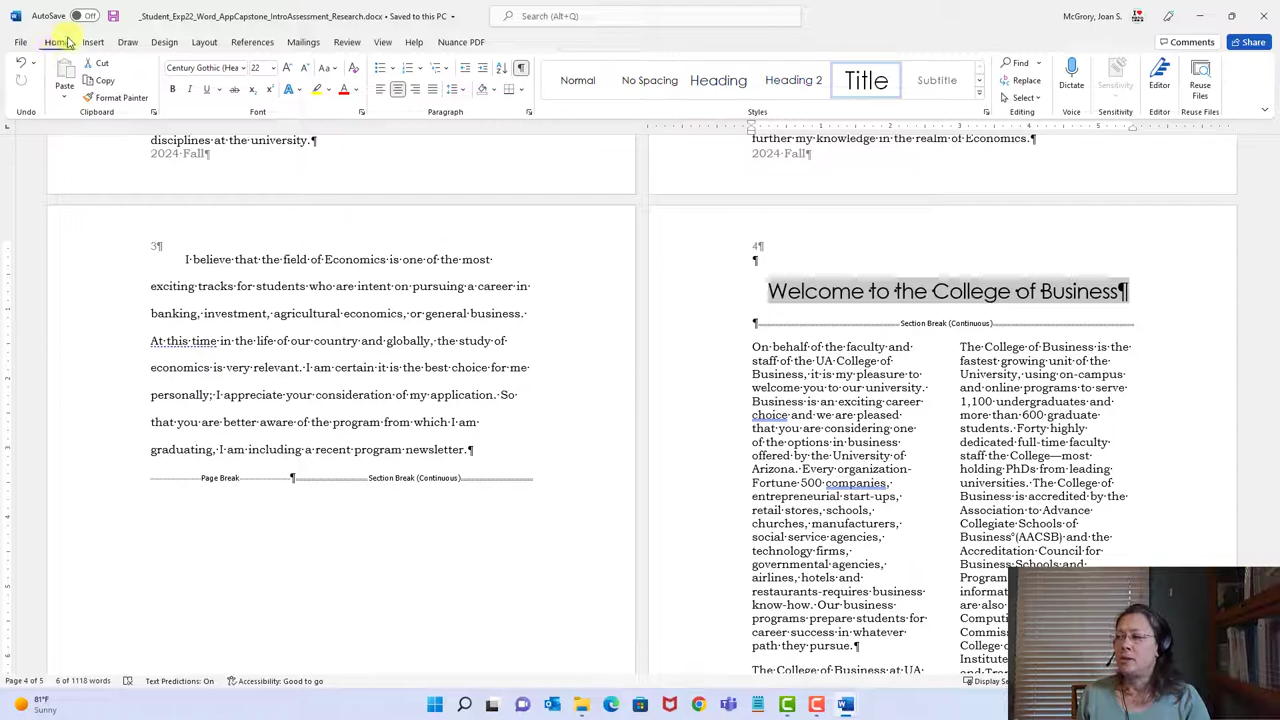 AutoSave Off _Student_Exp22_Word_AppCapstone_IntroAssessment_Research.docx • Saved to this PC Search (Alt+Q) McGrory, Joan S.
File Home Insert Draw Design Layout References Mailings Review View Help Nuance PDF Comments Share
Cut Century Gothic (Hea 22 Find
Paste Copy Normal No Spacing Heading Heading 2 Title Subtitle Replace Dictate Sensitivity Editor Reuse Files
Format Painter Select
Undo Clipboard Font Paragraph Styles Editing Voice Sensitivity Editor Reuse Files
disciplines·at·the·university.¶
2024·Fall¶
further·my·knowledge·in·the·realm·of·Economics.¶
2024·Fall¶
3¶
I·believe·that·the·field·of·Economics·is·one·of·the·most·
exciting·tracks·for·students·who·are·intent·on·pursuing·a·career·in·
banking,·investment,·agricultural·economics,·or·general·business.·
At·this·time·in·the·life·of·our·country·and·globally,·the·study·of·
economics·is·very·relevant.·I·am·certain·it·is·the·best·choice·for·me·
personally;·I·appreciate·your·consideration·of·my·application.·So·
that·you·are·better·aware·of·the·program·from·which·I·am·
graduating,·I·am·including·a·recent·program·newsletter.¶
Page Break ¶ Section Break (Continuous)
4¶
¶
Welcome·to·the·College·of·Business¶
¶ Section Break (Continuous)
On·behalf·of·the·faculty·and·
staff·of·the·UA·College·of·
Business,·it·is·my·pleasure·to·
welcome·you·to·our·university.·
Business·is·an·exciting·career·
choice·and·we·are·pleased·
that·you·are·considering·one·
of·the·options·in·business·
offered·by·the·University·of·
Arizona.·Every·organization-
Fortune·500·companies,·
entrepreneurial·start-ups,·
retail·stores,·schools,·
churches,·manufacturers,·
social·service·agencies,·
technology·firms,·
governmental·agencies,·
airlines,·hotels·and·
restaurants-requires·business·
know-how.·Our·business·
programs·prepare·students·for·
career·success·in·whatever·
path·they·pursue.¶
The·College·of·Business·at·UA·
The·College·of·Business·is·the·
fastest·growing·unit·of·the·
University,·using·on-campus·
and·online·programs·to·serve·
1,100·undergraduates·and·
more·than·600·graduate·
students.·Forty·highly·
dedicated·full-time·faculty·
staff·the·College—most·
holding·PhDs·from·leading·
universities.·The·College·of·
Business·is·accredited·by·the·
Association·to·Advance·
Collegiate·Schools·of·
Business°(AACSB)·and·the·
Accreditation·Council·for·
Business·Schools·and·
Program
informat
are·also
Computi
Commis
Institute
and·Tra
Page 4 of 5 6 of 1118 words Text Predictions: On Accessibility: Good to go Display Se
81°F
Sunny